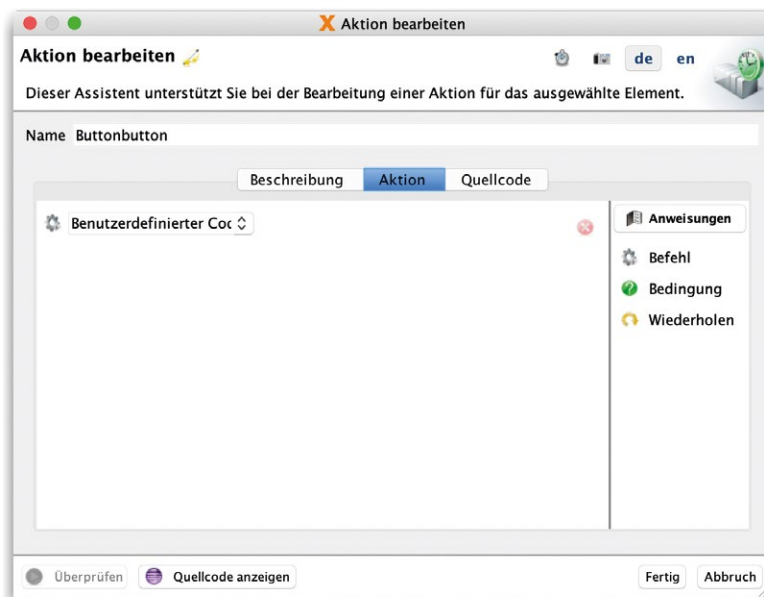 Aktion bearbeiten
Aktion bearbeiten
de en
Dieser Assistent unterstützt Sie bei der Bearbeitung einer Aktion für das ausgewählte Element.
Name Buttonbutton
Beschreibung Aktion Quellcode
Benutzerdefinierter Coc
Anweisungen
Befehl
Bedingung
Wiederholen
Überprüfen Quellcode anzeigen Fertig Abbruch